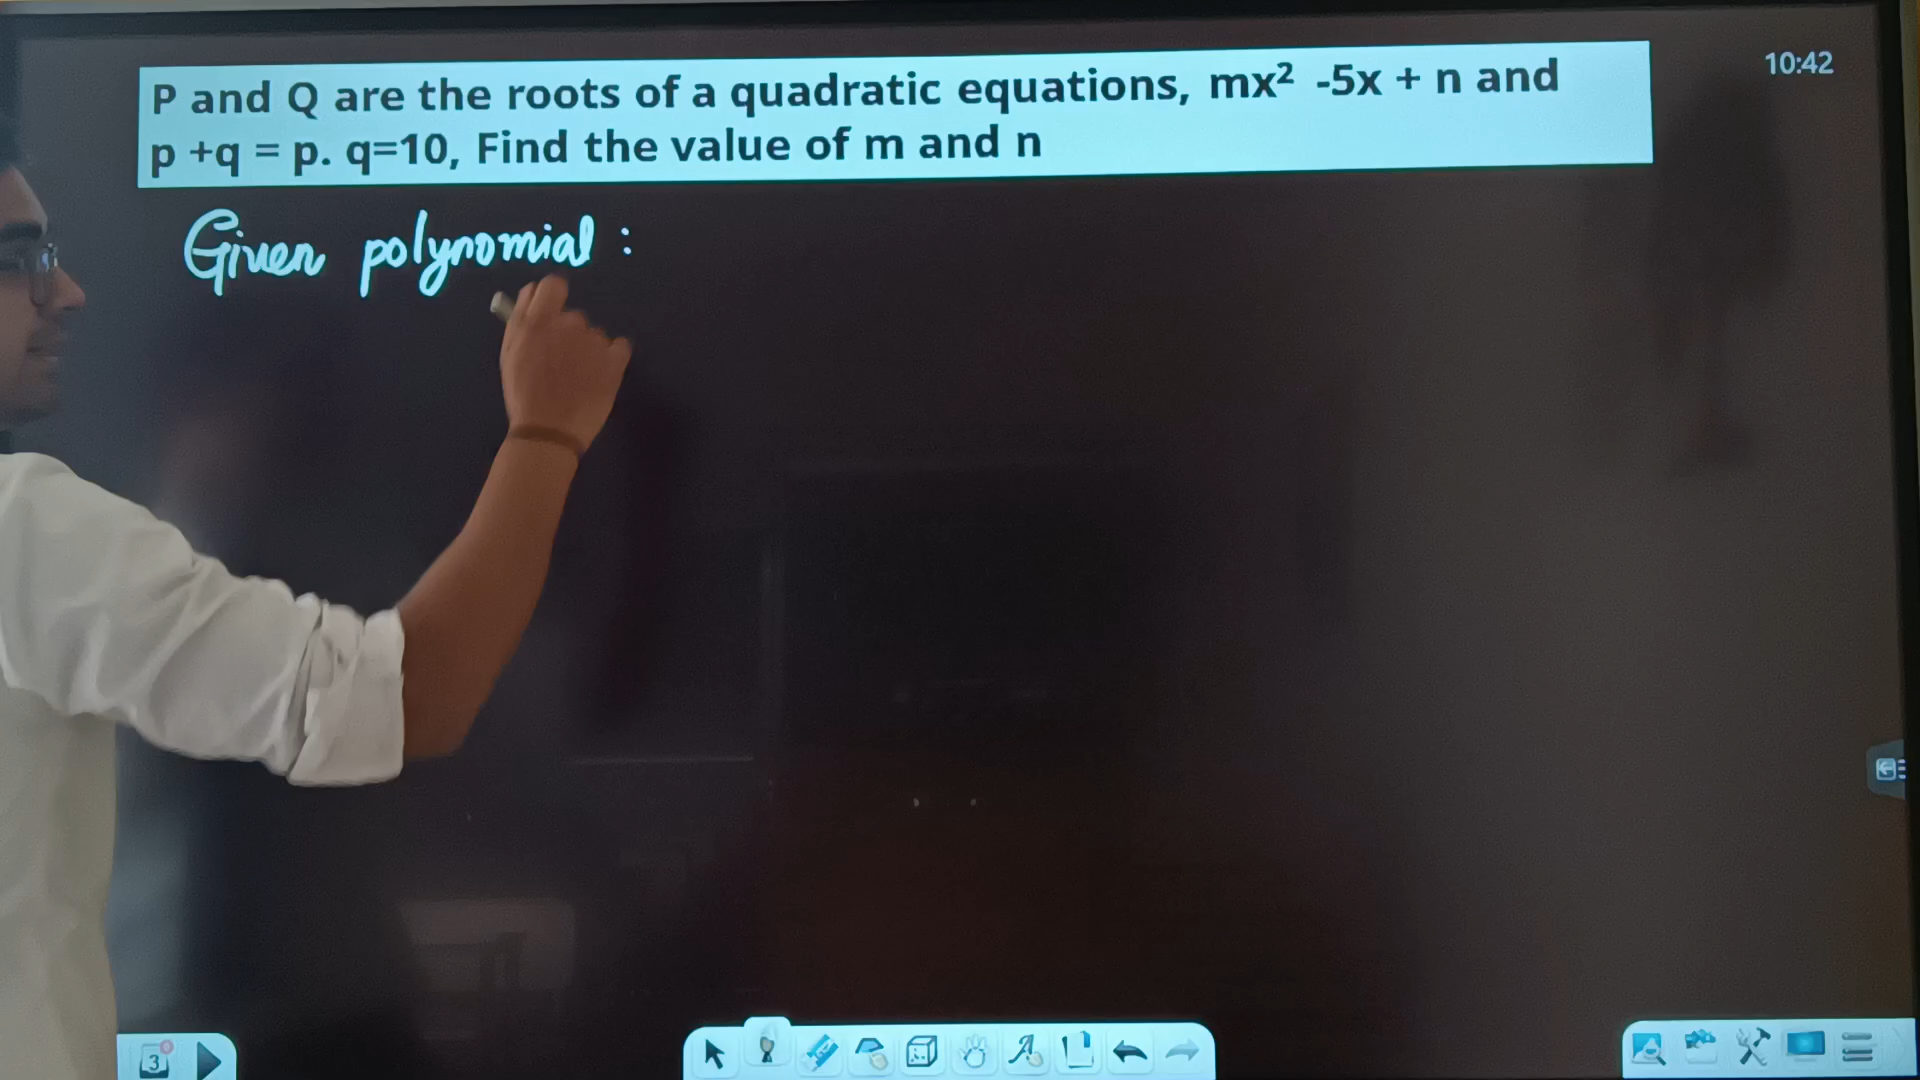 10:42
P and Q are the roots of a quadratic equations, mx² -5x + n and
p +q = p. q=10, Find the value of m and n
Given polynomial :
3